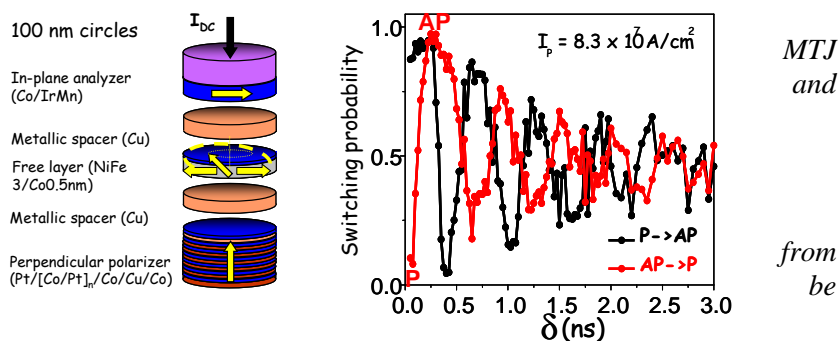 100 nm circles
I_DC
In-plane analyzer
(Co/IrMn)
Metallic spacer (Cu)
Free layer (NiFe
3/Co0.5nm)
Metallic spacer (Cu)
Perpendicular polarizer
(Pt/[Co/Pt]_n/Co/Cu/Co)
Switching probability
1.0
0.5
0.0
AP
P
I_p = 8.3 x 10^7 A/cm^2
P->AP
AP->P
0.0 0.5 1.0 1.5 2.0 2.5 3.0
δ (ns)
MTJ
and
from
be